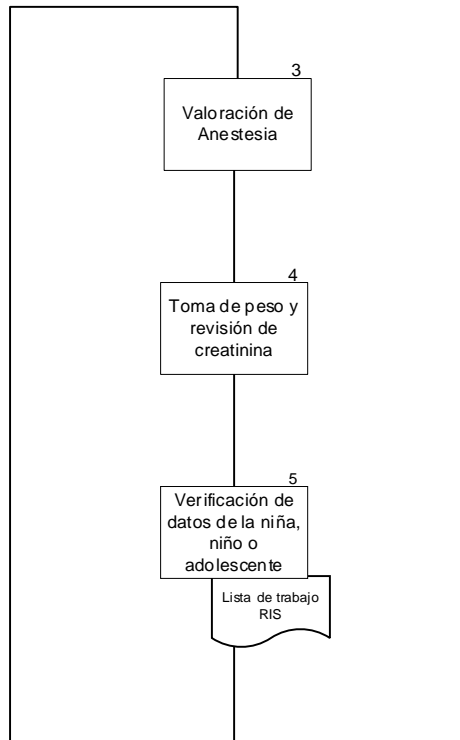 3
Valoración de
Anestesia
4
Toma de peso y
revisión de
creatinina
5
Verificación de
datos de la niña,
niño o
adolescente
Lista de trabajo
RIS